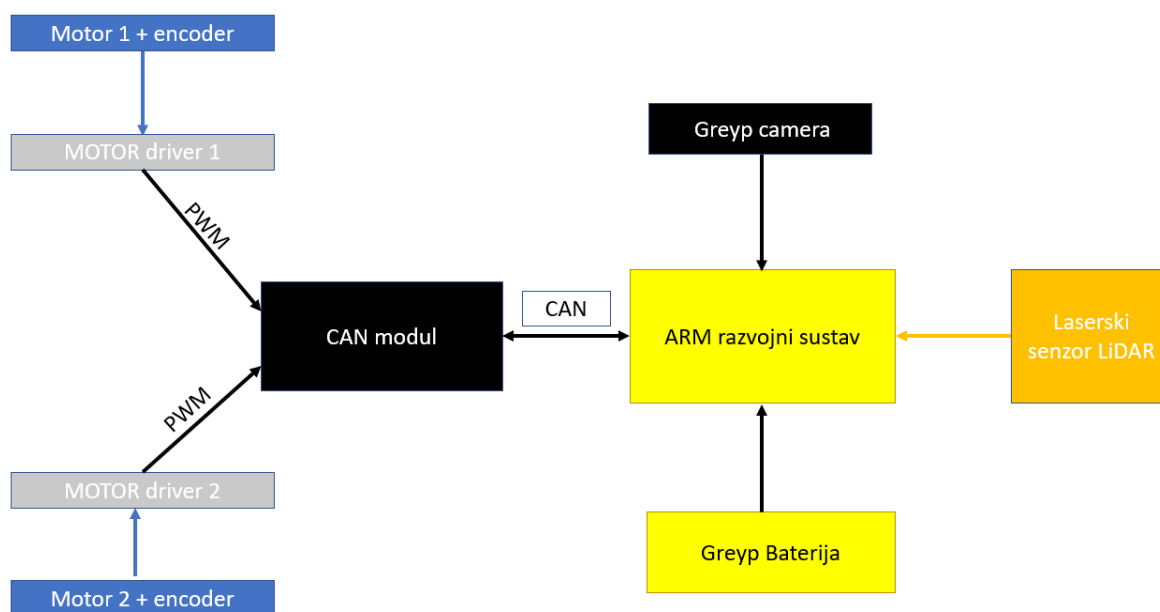 Motor 1 + encoder
MOTOR driver 1
PWM
Greyp camera
CAN modul
CAN
ARM razvojni sustav
Laserski
senzor LiDAR
PWM
MOTOR driver 2
Greyp Baterija
Motor 2 + encoder